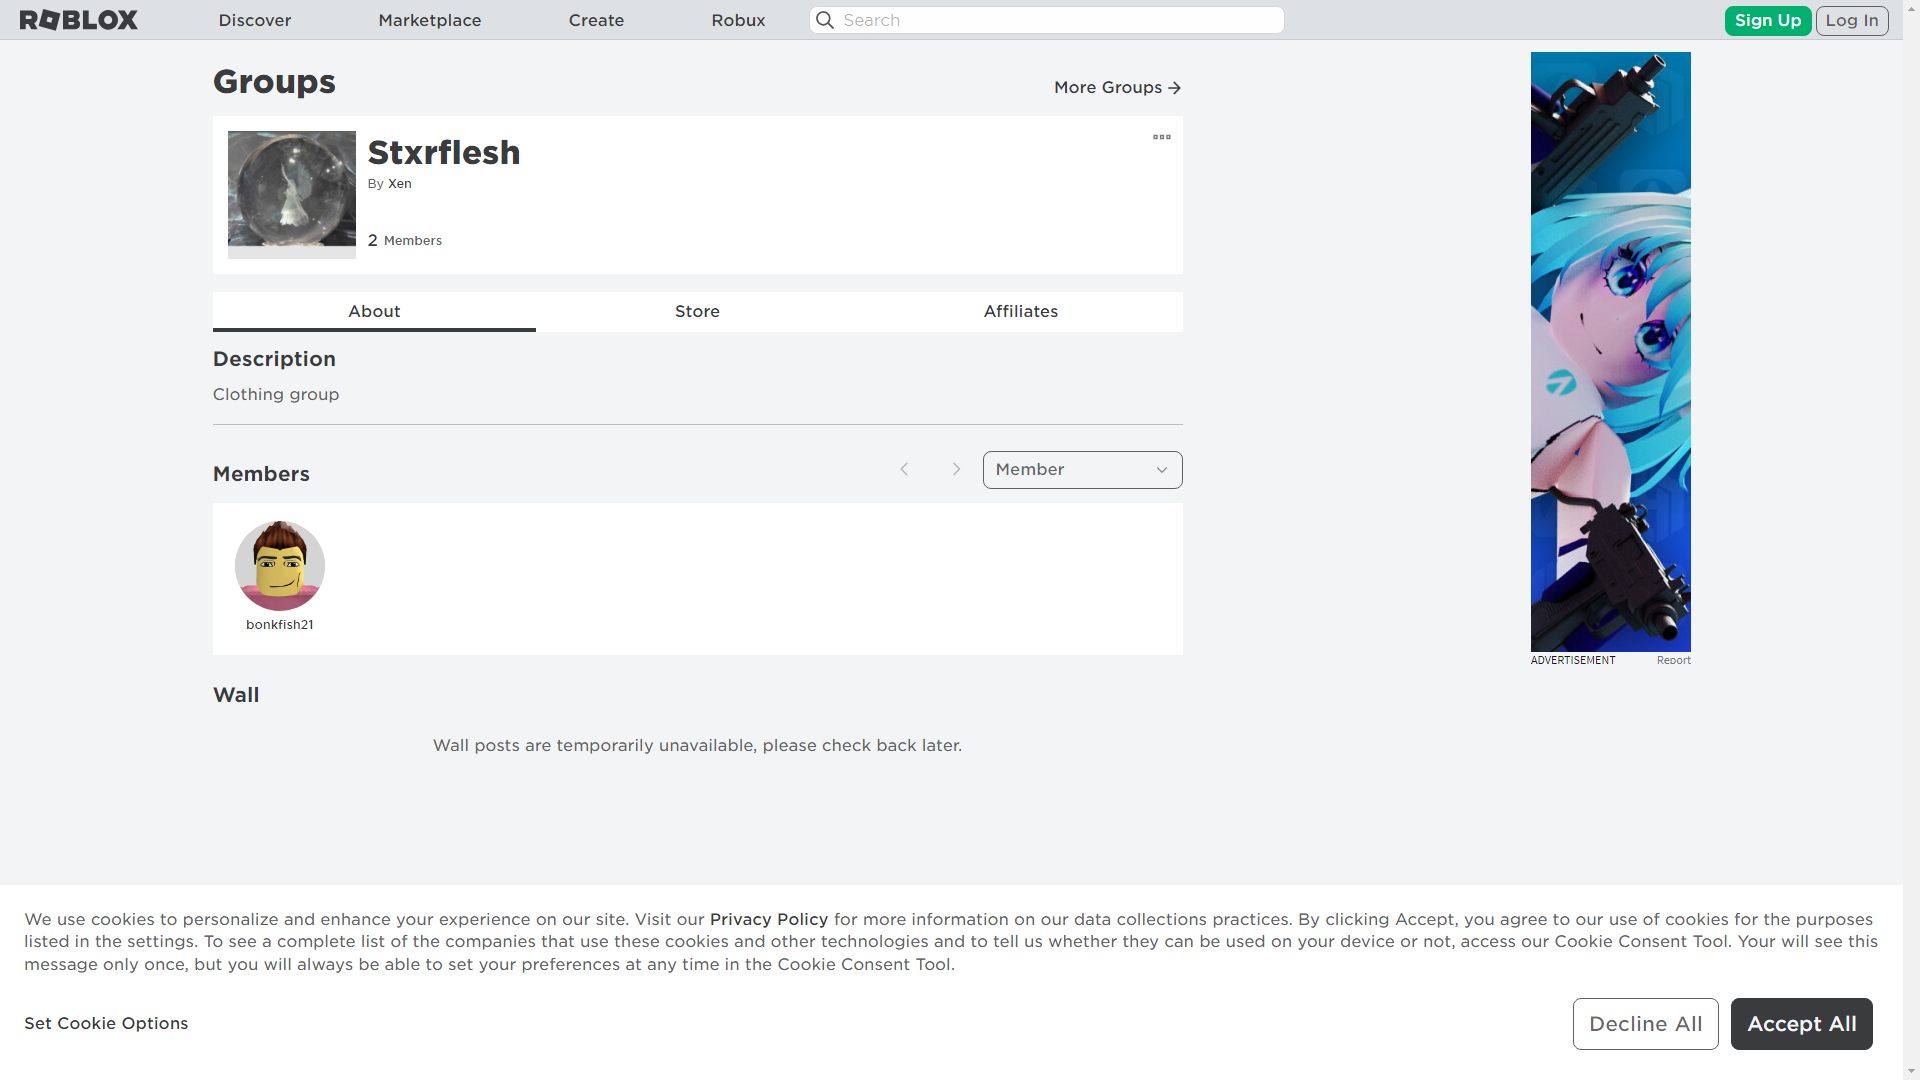 ROBLOX
Discover
Marketplace
Create
Robux
Search
Sign Up
Log In
Groups
More Groups
Stxrflesh
By Xen
2 Members
About
Store
Affiliates
Description
Clothing group
Members
Member
bonkfish21
ADVERTISEMENT
Report
Wall
Wall posts are temporarily unavailable, please check back later.
We use cookies to personalize and enhance your experience on our site. Visit our Privacy Policy for more information on our data collections practices. By clicking Accept, you agree to our use of cookies for the purposes
listed in the settings. To see a complete list of the companies that use these cookies and other technologies and to tell us whether they can be used on your device or not, access our Cookie Consent Tool. Your will see this
message only once, but you will always be able to set your preferences at any time in the Cookie Consent Tool.
Set Cookie Options
Decline All
Accept All